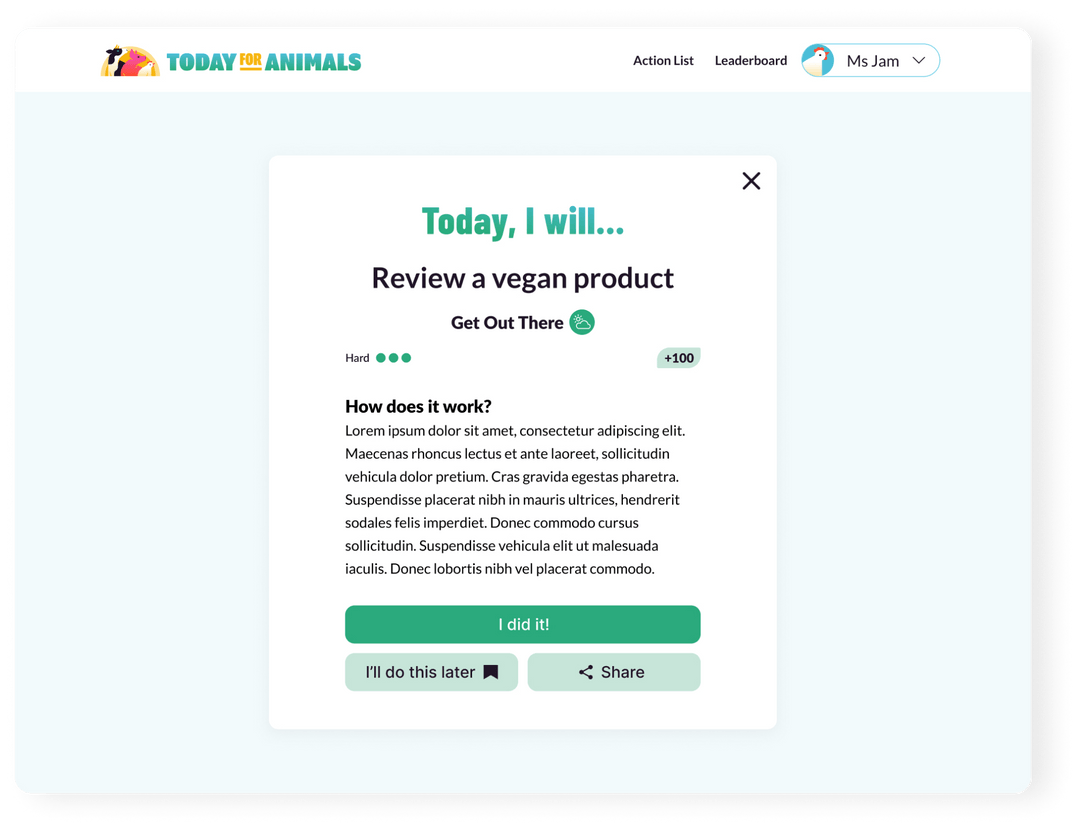 TODAY FOR ANIMALS
Action List
Leaderboard
Ms Jam
Today, I will...
Review a vegan product
Get Out There
Hard
+100
How does it work?
Lorem ipsum dolor sit amet, consectetur adipiscing elit.
Maecenas rhoncus lectus et ante laoreet, sollicitudin
vehicula dolor pretium. Cras gravida egestas pharetra.
Suspendisse placerat nibh in mauris ultrices, hendrerit
sodales felis imperdiet. Donec commodo cursus
sollicitudin. Suspendisse vehicula elit ut malesuada
iaculis. Donec lobortis nibh vel placerat commodo.
I did it!
I'll do this later
Share